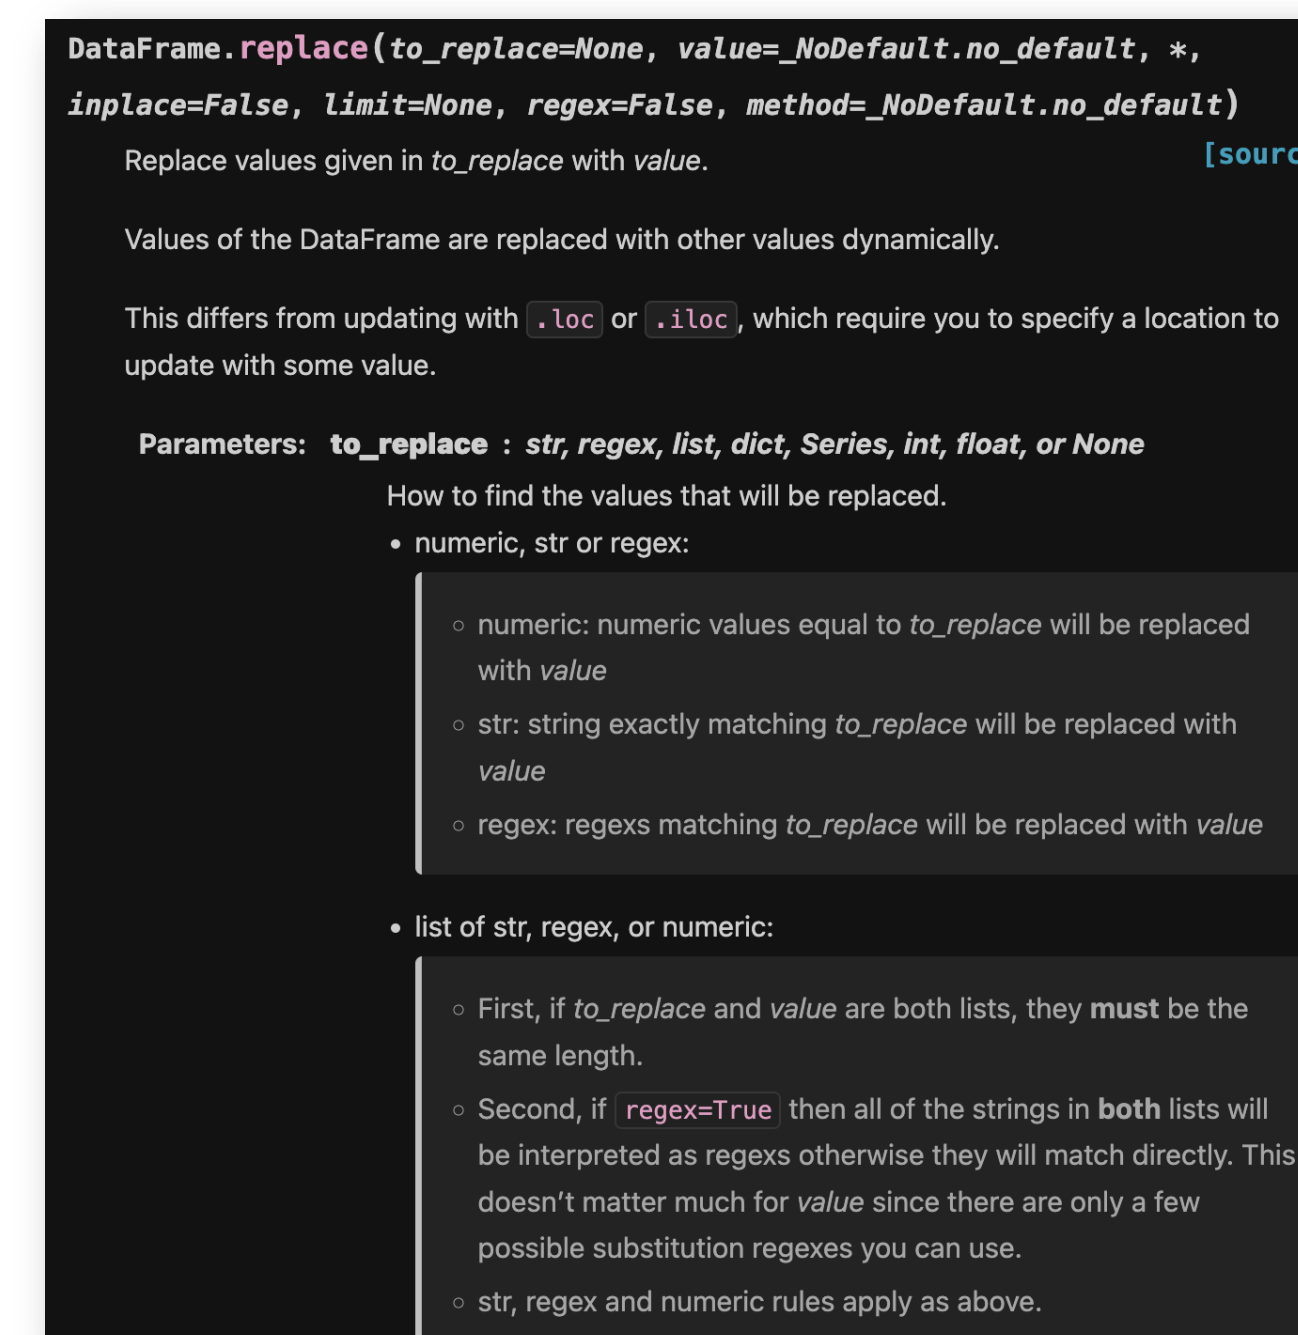 DataFrame.replace(to_replace=None, value=_NoDefault.no_default, *,
inplace=False, limit=None, regex=False, method=_NoDefault.no_default)
[sourc
Replace values given in to_replace with value.
Values of the DataFrame are replaced with other values dynamically.
This differs from updating with .loc or .iloc, which require you to specify a location to
update with some value.
Parameters: to_replace : str, regex, list, dict, Series, int, float, or None
How to find the values that will be replaced.
• numeric, str or regex:
◦ numeric: numeric values equal to to_replace will be replaced
with value
◦ str: string exactly matching to_replace will be replaced with
value
◦ regex: regexs matching to_replace will be replaced with value
• list of str, regex, or numeric:
◦ First, if to_replace and value are both lists, they must be the
same length.
◦ Second, if regex=True then all of the strings in both lists will
be interpreted as regexs otherwise they will match directly. This
doesn’t matter much for value since there are only a few
possible substitution regexes you can use.
◦ str, regex and numeric rules apply as above.